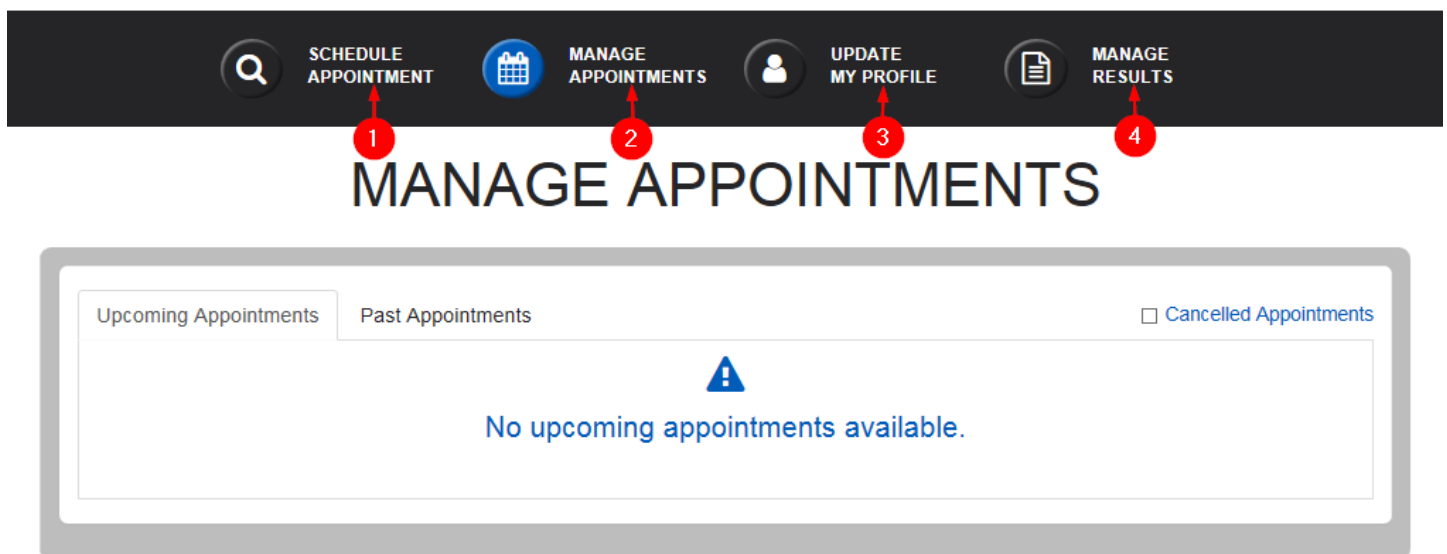 SCHEDULE
APPOINTMENT
MANAGE
APPOINTMENTS
UPDATE
MY PROFILE
MANAGE
RESULTS
1
2
3
4
MANAGE APPOINTMENTS
Upcoming Appointments
Past Appointments
Cancelled Appointments
No upcoming appointments available.